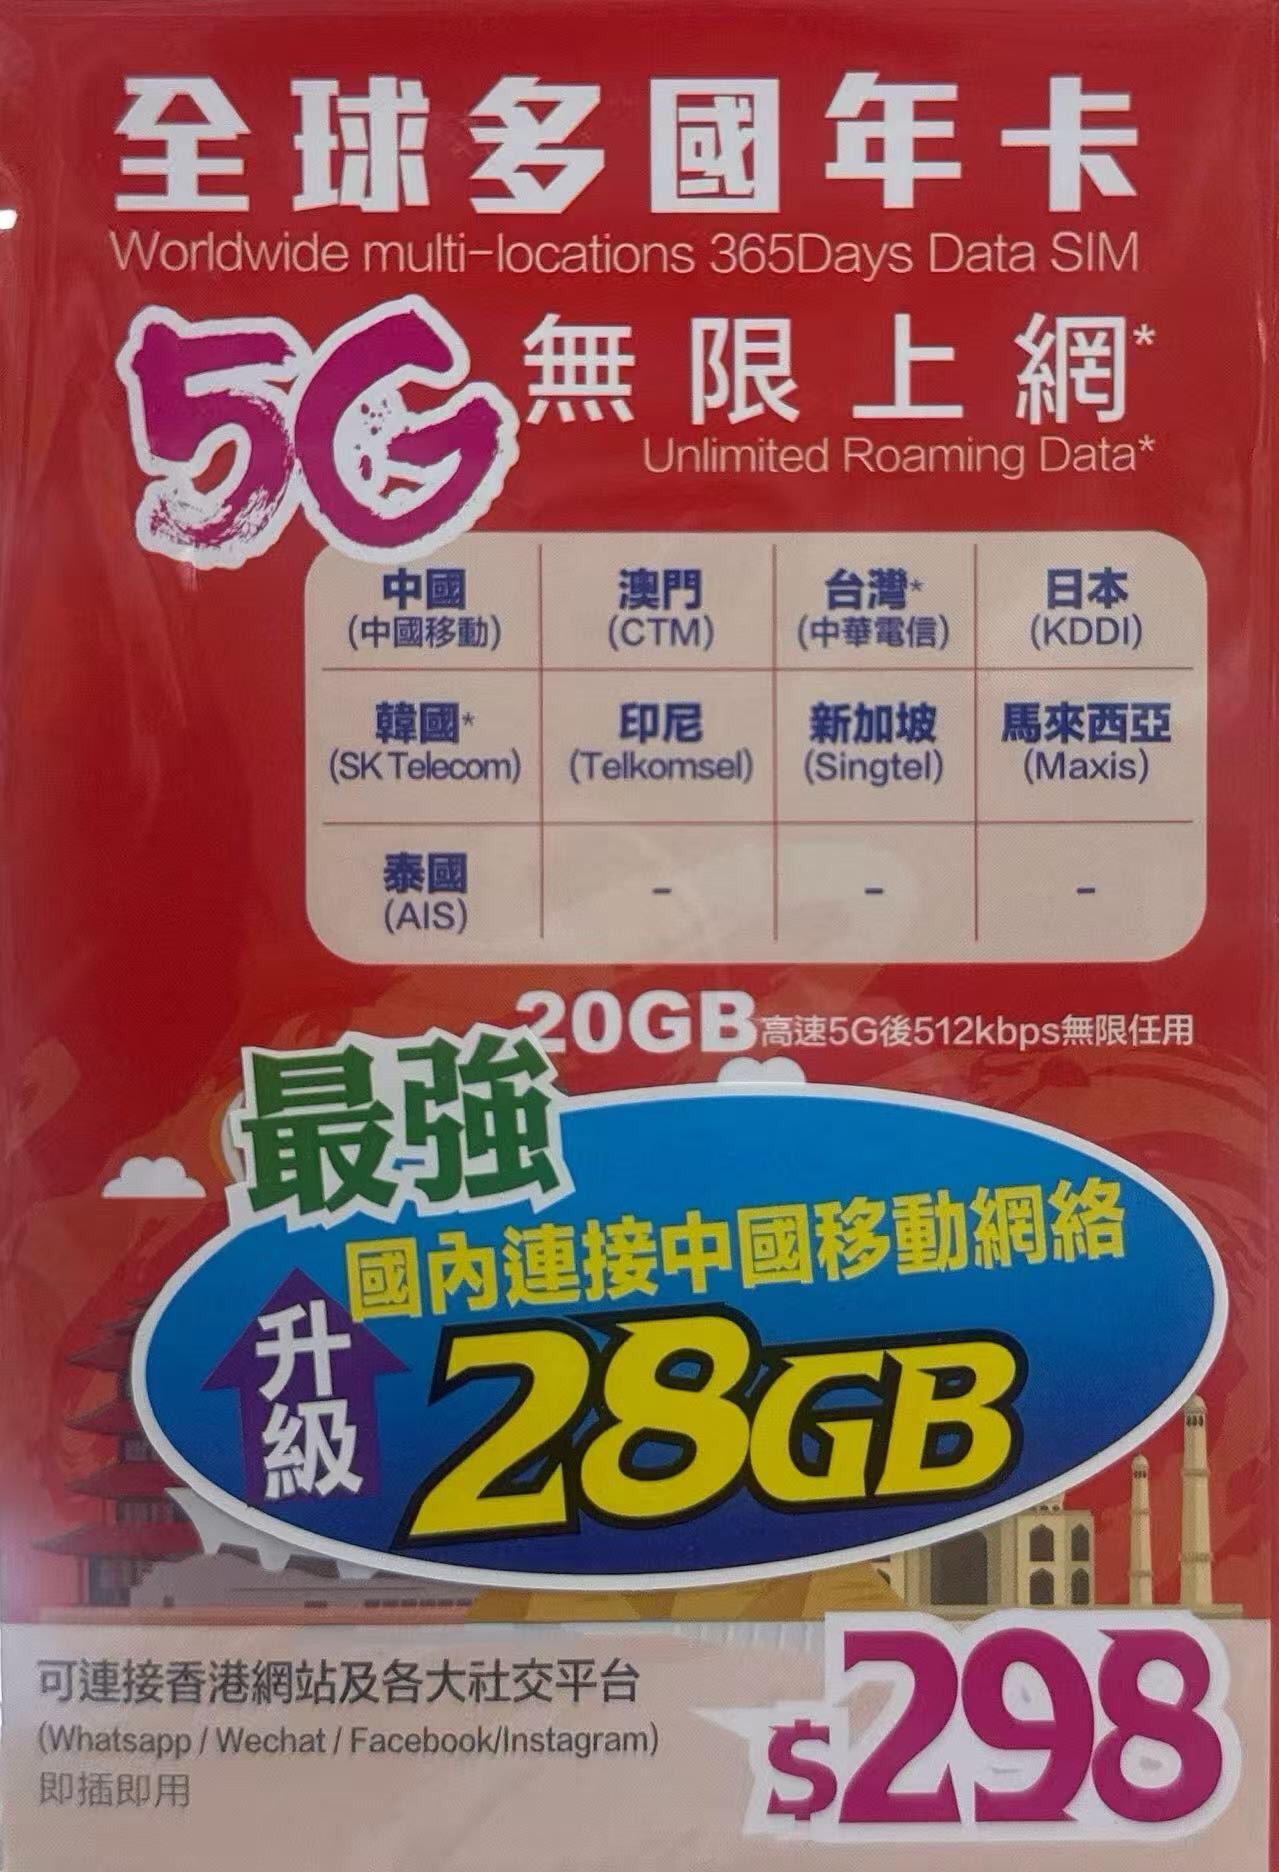 全球多國年卡
Worldwide multi-locations 365Days Data SIM
5G 無限上網*
Unlimited Roaming Data*
中國 澳門 台灣* 日本
(中國移動) (CTM) (中華電信) (KDDI)
韓國* 印尼 新加坡 馬來西亞
(SK Telecom) (Telkomsel) (Singtel) (Maxis)
泰國 - - -
(AIS)
20GB高速5G後512kbps無限任用
最強
國內連接中國移動網絡
升級 28GB
可連接香港網站及各大社交平台
(Whatsapp / Wechat / Facebook/Instagram)
即插即用
$298